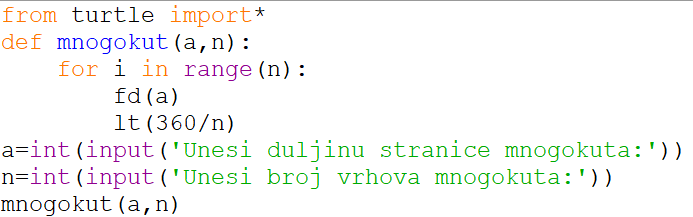 from turtle import*
def mnogokut(a,n):
    for i in range(n):
        fd(a)
        lt(360/n)
a=int(input('Unesi duljinu stranice mnogokuta:'))
n=int(input('Unesi broj vrhova mnogokuta:'))
mnogokut(a,n)